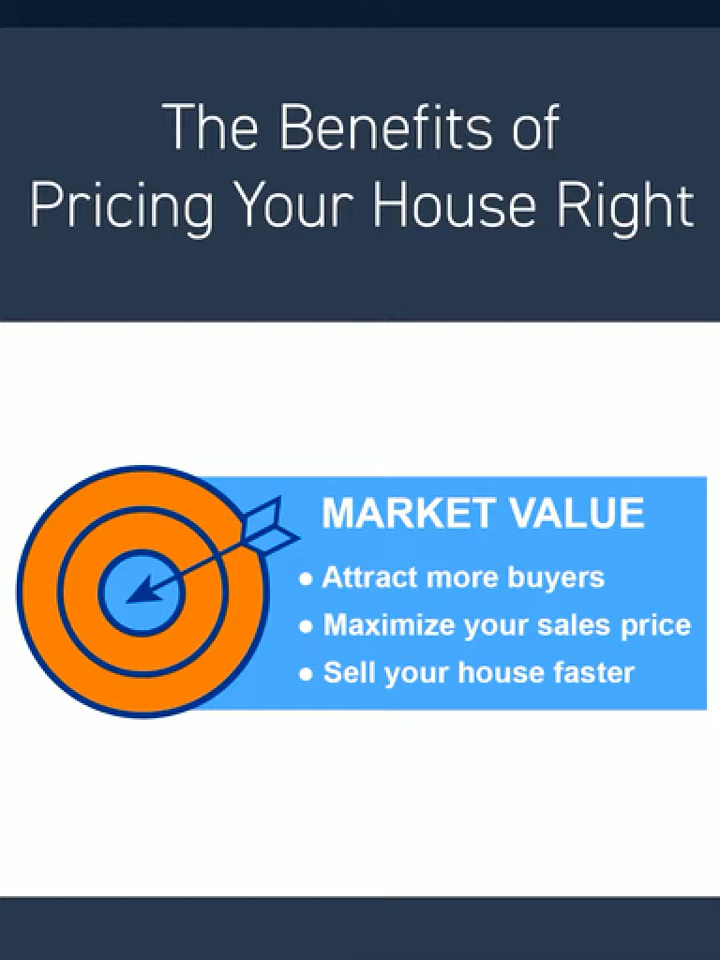 The Benefits of
Pricing Your House Right
MARKET VALUE
● Attract more buyers
● Maximize your sales price
● Sell your house faster